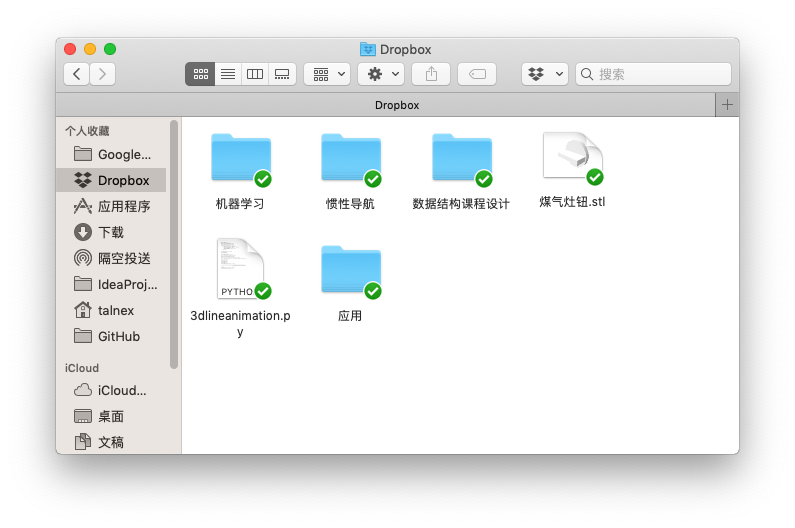 Dropbox
搜索
Dropbox
个人收藏
Google...
Dropbox
应用程序
下载
隔空投送
IdeaProj...
talnex
GitHub
iCloud
iCloud...
桌面
文稿
机器学习
惯性导航
数据结构课程设计
煤气灶钮.stl
PYTHO
3dlineanimation.p
y
应用